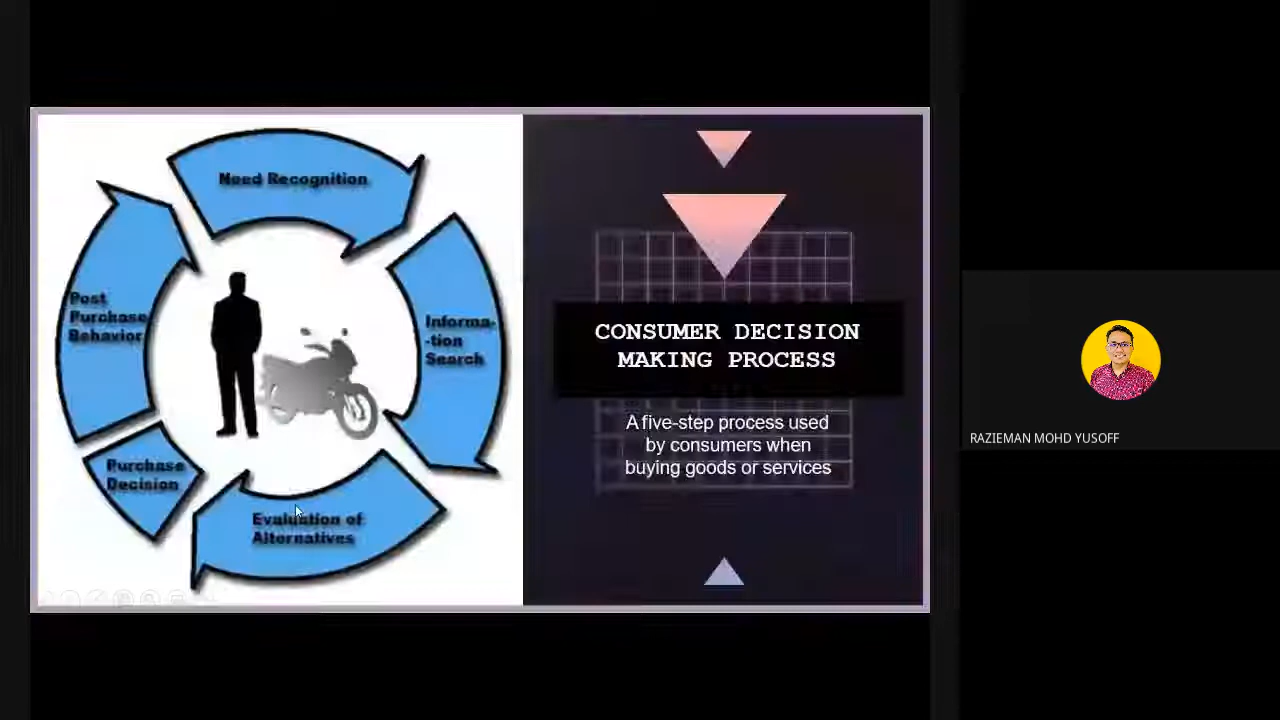 Need Recognition
Informa-
-tion
Search
Evaluation of
Alternatives
Purchase
Decision
Post
Purchase
Behavior
CONSUMER DECISION
MAKING PROCESS
A five-step process used
by consumers when
buying goods or services
RAZIEMAN MOHD YUSOFF